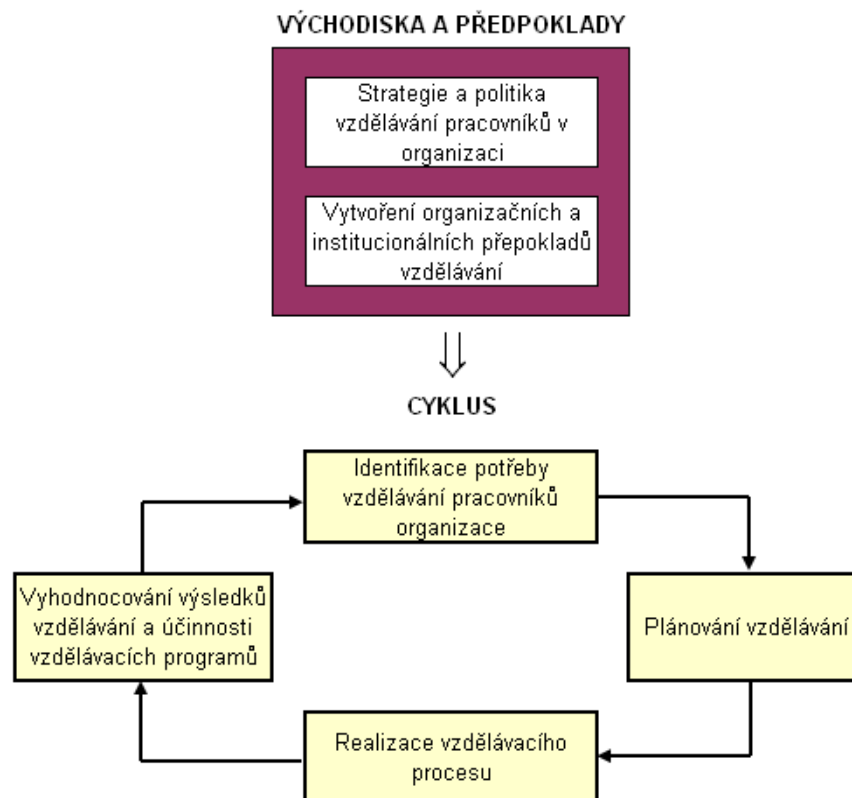 VÝCHODISKA A PŘEDPOKLADY
Strategie a politika
vzdělávání pracovníků v
organizaci
Vytvoření organizačních a
institucionálních přepokladů
vzdělávání
CYKLUS
Identifikace potřeby
vzdělávání pracovníků
organizace
Vyhodnocování výsledků
vzdělávání a účinnosti
vzdělávacích programů
Plánování vzdělávání
Realizace vzdělávacího
procesu